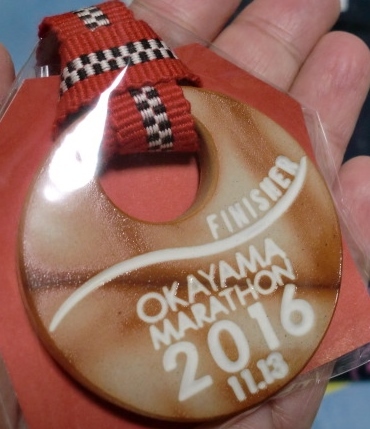 FINISHER
OKAYAMA
MARATHON
2016
11.13